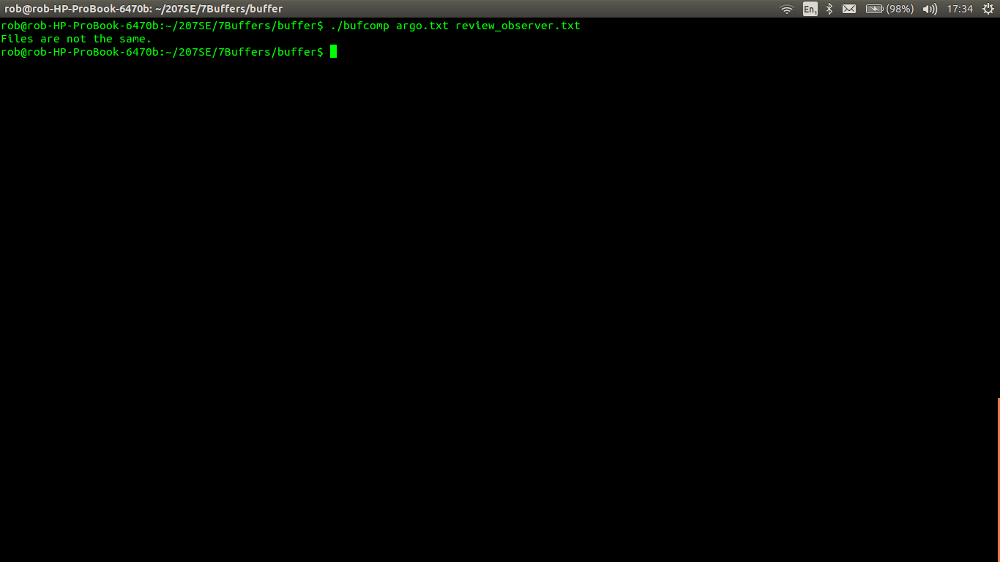 rob@rob-HP-ProBook-6470b: ~/207SE/7Buffers/buffer En1 (98%) 17:34
rob@rob-HP-ProBook-6470b:~/207SE/7Buffers/buffer$ ./bufcomp argo.txt review_observer.txt
Files are not the same.
rob@rob-HP-ProBook-6470b:~/207SE/7Buffers/buffer$